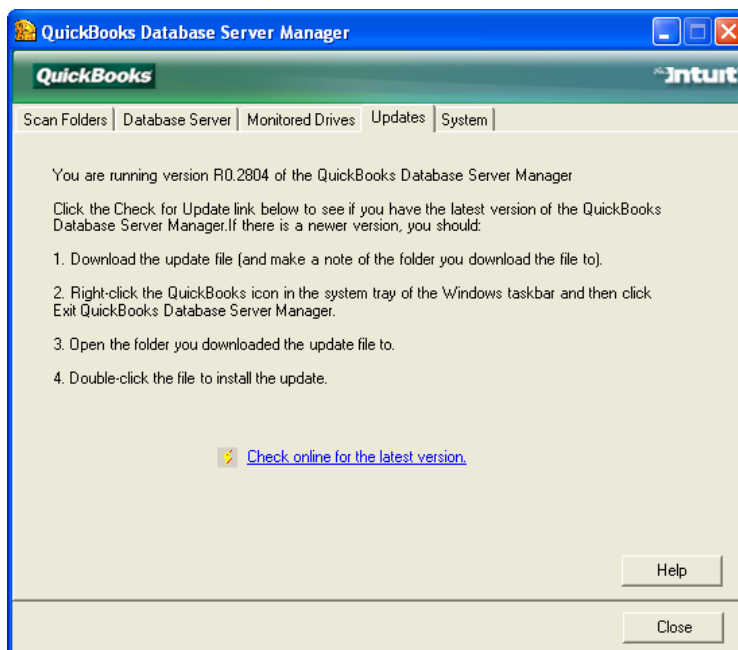 QuickBooks Database Server Manager
QuickBooks
Intuit
Scan Folders
Database Server
Monitored Drives
Updates
System
You are running version R0.2804 of the QuickBooks Database Server Manager
Click the Check for Update link below to see if you have the latest version of the QuickBooks
Database Server Manager.If there is a newer version, you should:
1. Download the update file (and make a note of the folder you download the file to).
2. Right-click the QuickBooks icon in the system tray of the Windows taskbar and then click
Exit QuickBooks Database Server Manager.
3. Open the folder you downloaded the update file to.
4. Double-click the file to install the update.
Check online for the latest version.
Help
Close